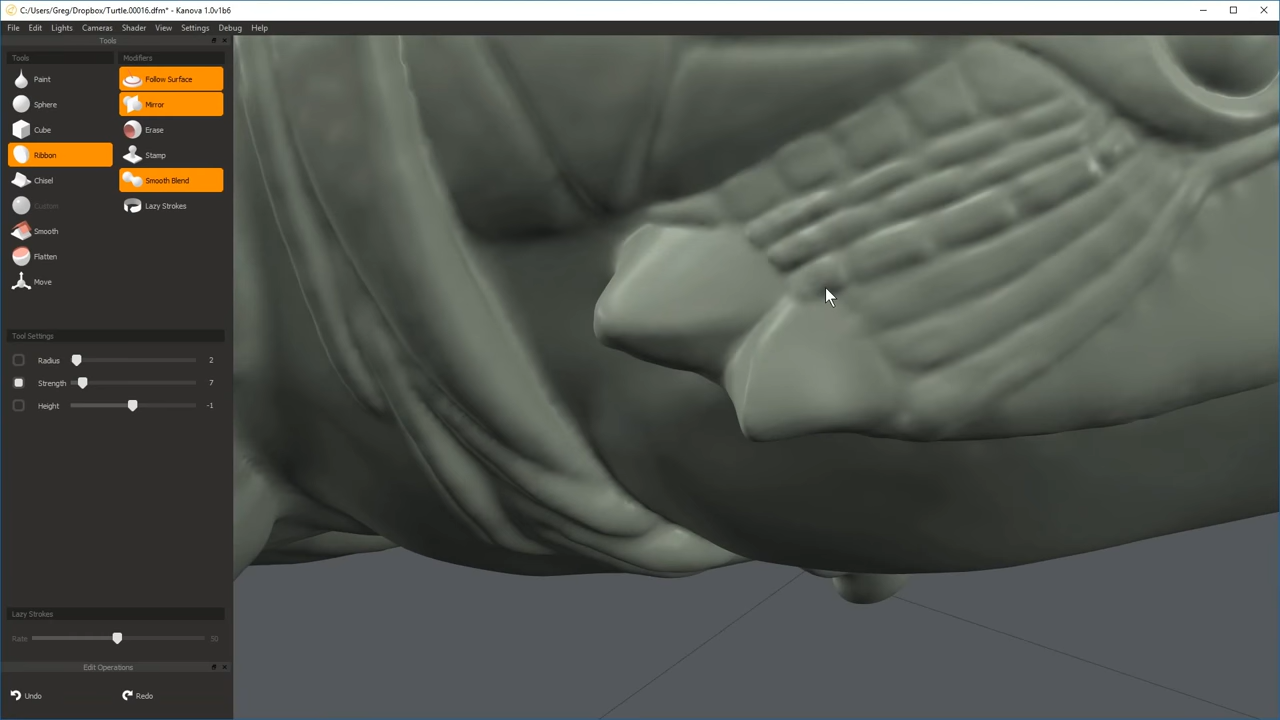 C:/Users/Greg/Dropbox/Turtle.00016.dfm* - Kanova 1.0v1b6
File Edit Lights Cameras Shader View Settings Debug Help
Tools
Tools Modifiers
Paint Follow Surface
Sphere Mirror
Cube Erase
Ribbon Stamp
Chisel Smooth Blend
Custom Lazy Strokes
Smooth
Flatten
Move
Tool Settings
Radius 2
Strength 7
Height -1
Lazy Strokes
Rate 50
Edit Operations
Undo Redo